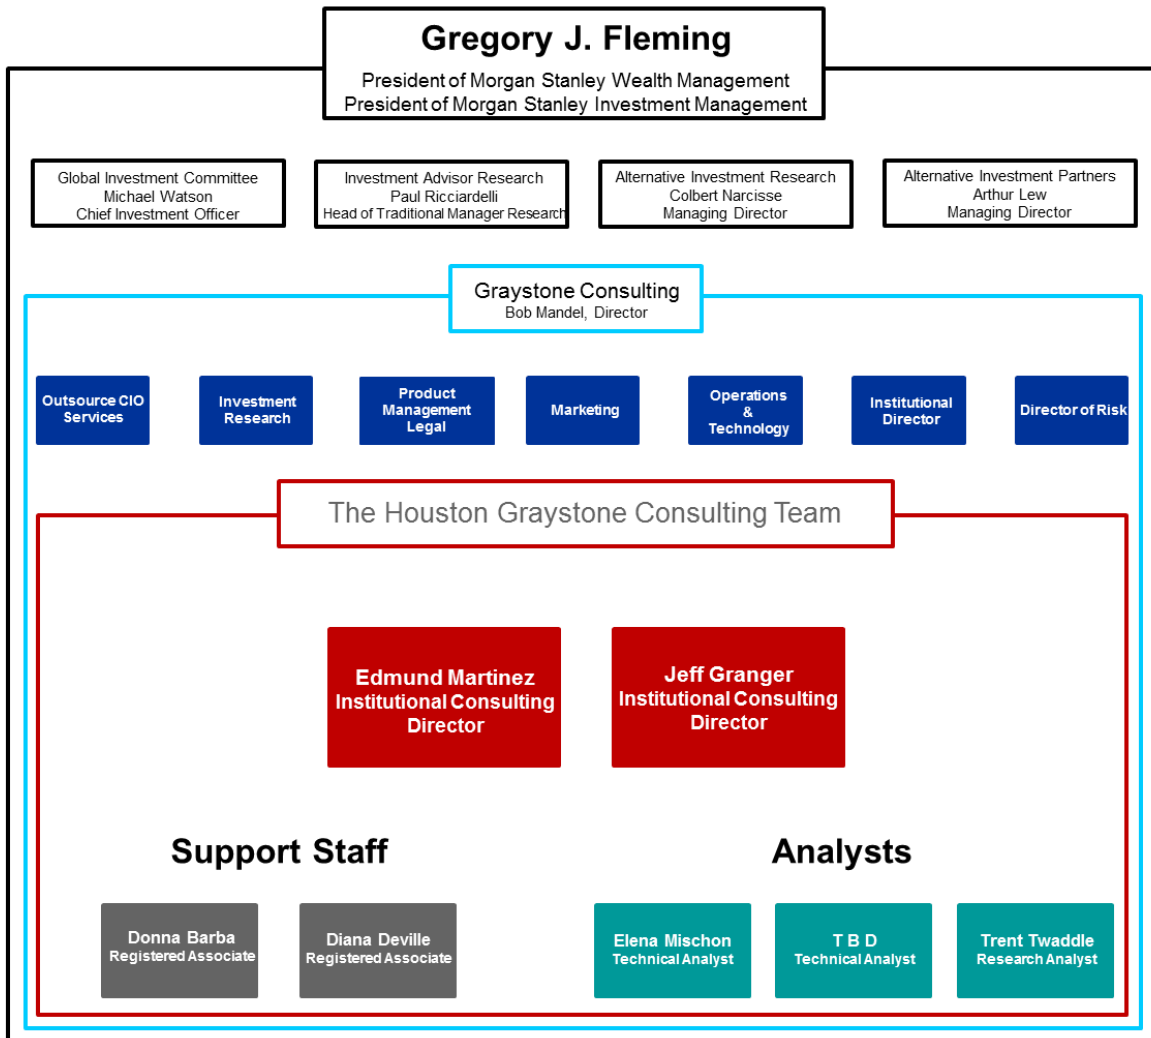 Gregory J. Fleming
President of Morgan Stanley Wealth Management
President of Morgan Stanley Investment Management
Global Investment Committee
Michael Watson
Chief Investment Officer
Investment Advisor Research
Paul Ricciardelli
Head of Traditional Manager Research
Alternative Investment Research
Colbert Narcisse
Managing Director
Alternative Investment Partners
Arthur Lew
Managing Director
Graystone Consulting
Bob Mandel, Director
Outsource CIO
Services
Investment
Research
Product
Management
Legal
Marketing
Operations
&
Technology
Institutional
Director
Director of Risk
The Houston Graystone Consulting Team
Edmund Martinez
Institutional Consulting
Director
Jeff Granger
Institutional Consulting
Director
Support Staff
Analysts
Donna Barba
Registered Associate
Diana Deville
Registered Associate
Elena Mischon
Technical Analyst
T B D
Technical Analyst
Trent Twaddle
Research Analyst